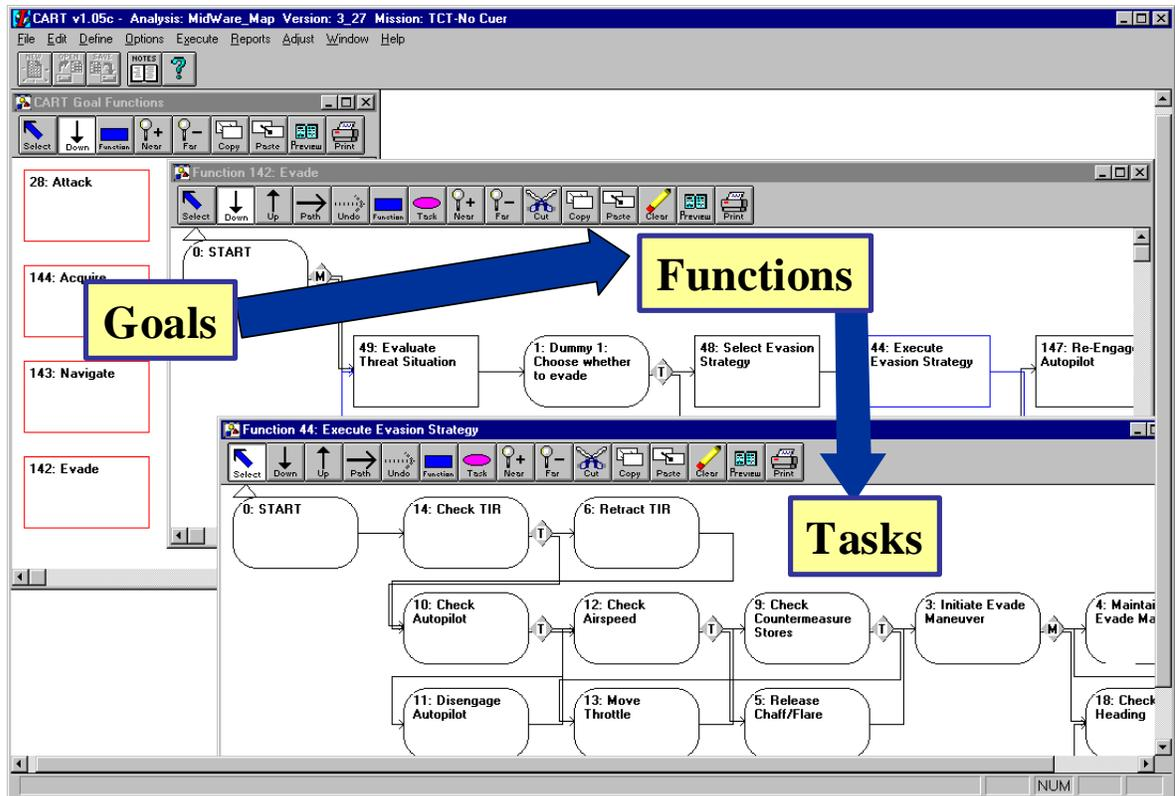 CART v1.05c - Analysis: MidWare_Map Version: 3_27 Mission: TCT-No Cuer
File Edit Define Options Execute Reports Adjust Window Help
NEW OPEN SAVE NOTES
CART Goal Functions
Select Down Function Near Far Copy Paste Preview Print
28: Attack
144: Acquire
143: Navigate
142: Evade
Function 142: Evade
Select Down Up Path Undo Function Task Near Far Cut Copy Paste Clear Preview Print
0: START
M
Goals
Functions
49: Evaluate
Threat Situation
1: Dummy 1:
Choose whether
to evade
T
48: Select Evasion
Strategy
44: Execute
Evasion Strategy
147: Re-Engag
Autopilot
Function 44: Execute Evasion Strategy
Select Down Up Path Undo Function Task Near Far Cut Copy Paste Clear Preview Print
0: START
14: Check TIR
T
6: Retract TIR
Tasks
10: Check
Autopilot
T
12: Check
Airspeed
T
9: Check
Countermeasure
Stores
T
3: Initiate Evade
Maneuver
M
4: Maintai
Evade Ma
11: Disengage
Autopilot
13: Move
Throttle
5: Release
Chaff/Flare
18: Check
Heading
NUM